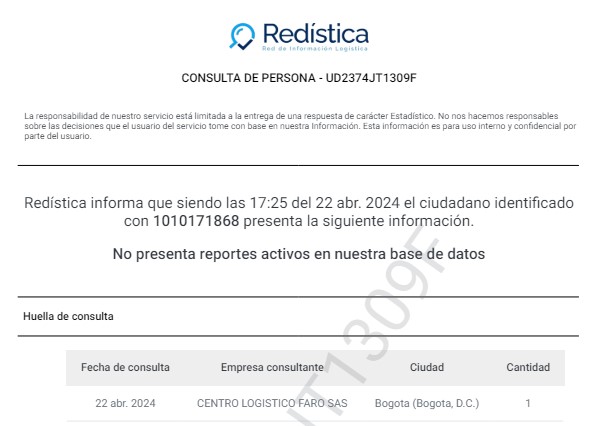 Redística
Red de Información Logística
CONSULTA DE PERSONA - UD2374JT1309F
La responsabilidad de nuestro servicio está limitada a la entrega de una respuesta de carácter Estadístico. No nos hacemos responsables
sobre las decisiones que el usuario del servicio tome con base en nuestra Información. Esta información es para uso interno y confidencial por
parte del usuario.
Redística informa que siendo las 17:25 del 22 abr. 2024 el ciudadano identificado
con 1010171868 presenta la siguiente información.
No presenta reportes activos en nuestra base de datos
Huella de consulta
Fecha de consulta Empresa consultante Ciudad Cantidad
22 abr. 2024 CENTRO LOGISTICO FARO SAS Bogota (Bogota, D.C.) 1
JT1309F